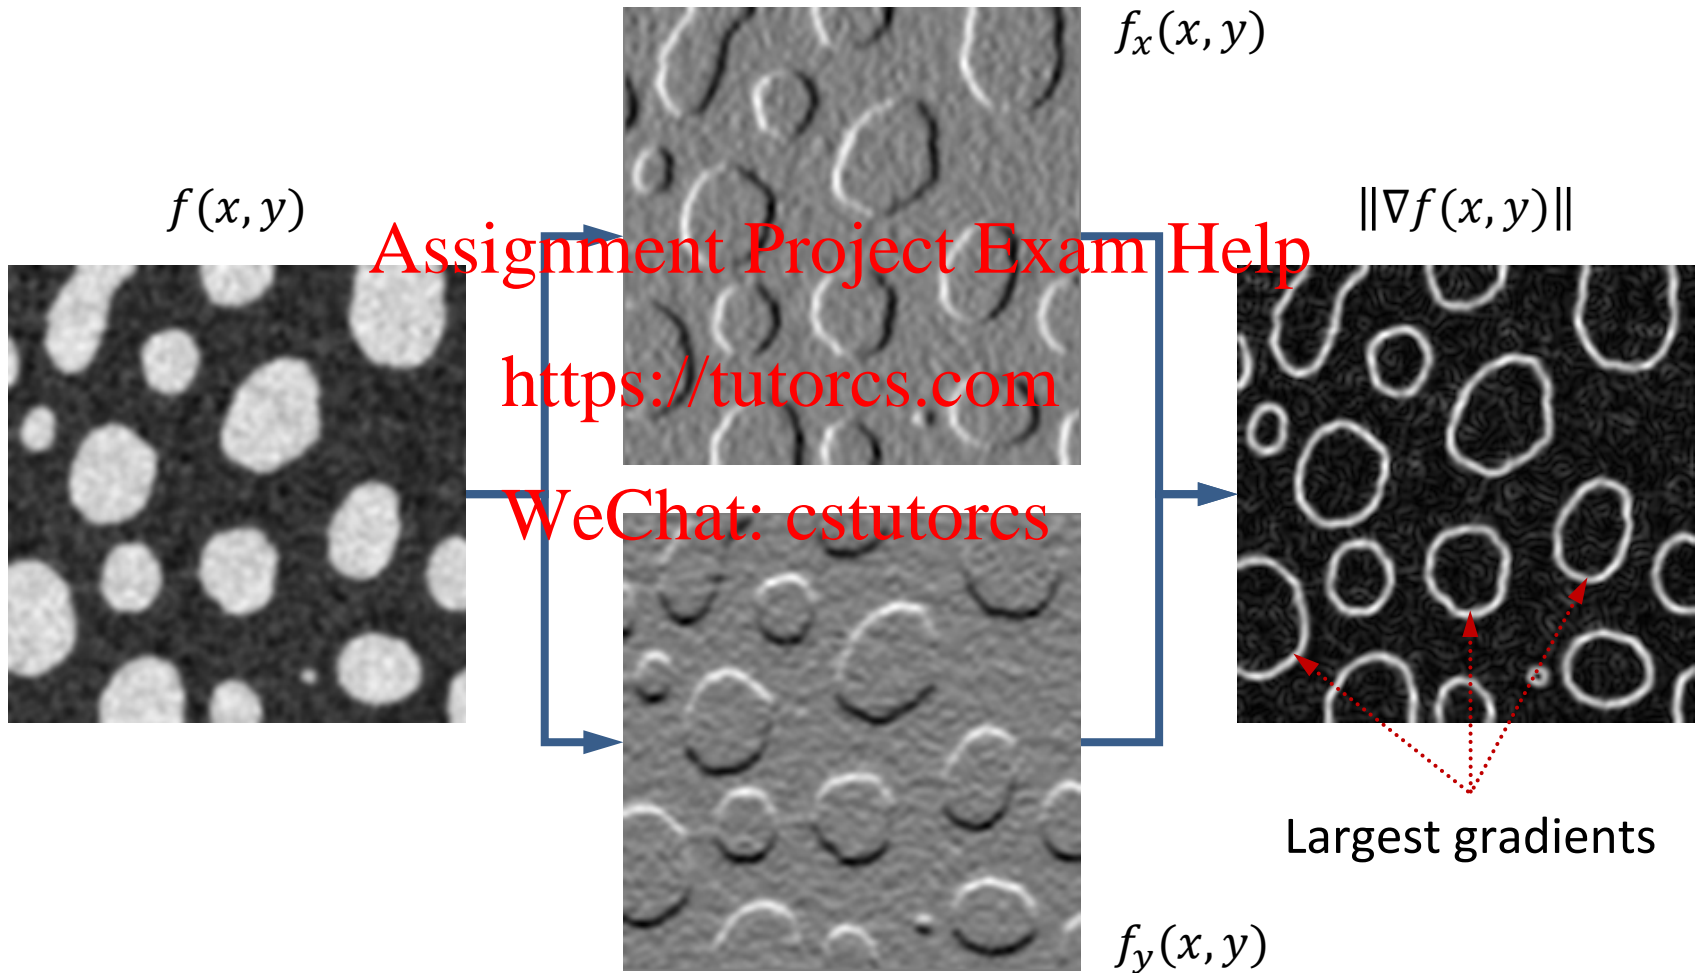 f_x(x, y)
f(x, y)
‖∇f(x, y)‖
Assignment Project Exam Help
https://tutorcs.com
WeChat: cstutorcs
Largest gradients
f_y(x, y)